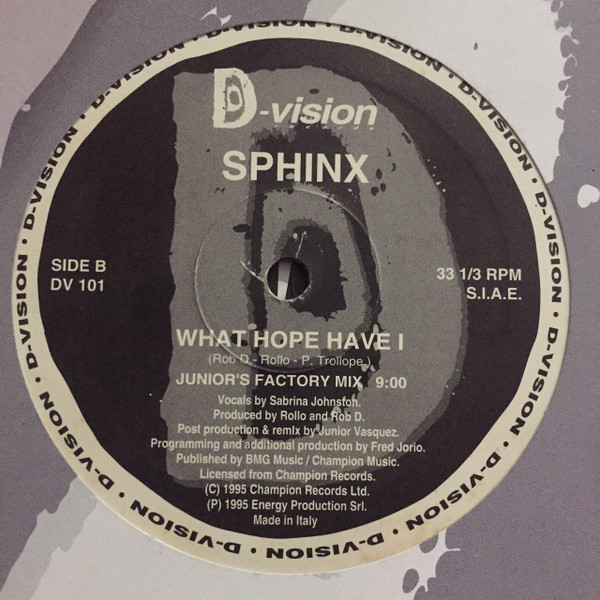 D-VISION • D-VISION • D-VISION • D-VISION • D-VISION • D-VISION • D-VISION • D-VISION • D-VISION • D-VISION
D-vision
SPHINX
SIDE B
DV 101
33 1/3 RPM
S.I.A.E.
WHAT HOPE HAVE I
(Rob D - Rollo - P. Trollope )
JUNIOR'S FACTORY MIX 9:00
Vocals by Sabrina Johnston.
Produced by Rollo and Rob D.
Post production & remix by Junior Vasquez.
Programming and additional production by Fred Jorio.
Published by BMG Music / Champion Music.
Licensed from Champion Records.
(C) 1995 Champion Records Ltd.
(P) 1995 Energy Production Srl.
Made in Italy